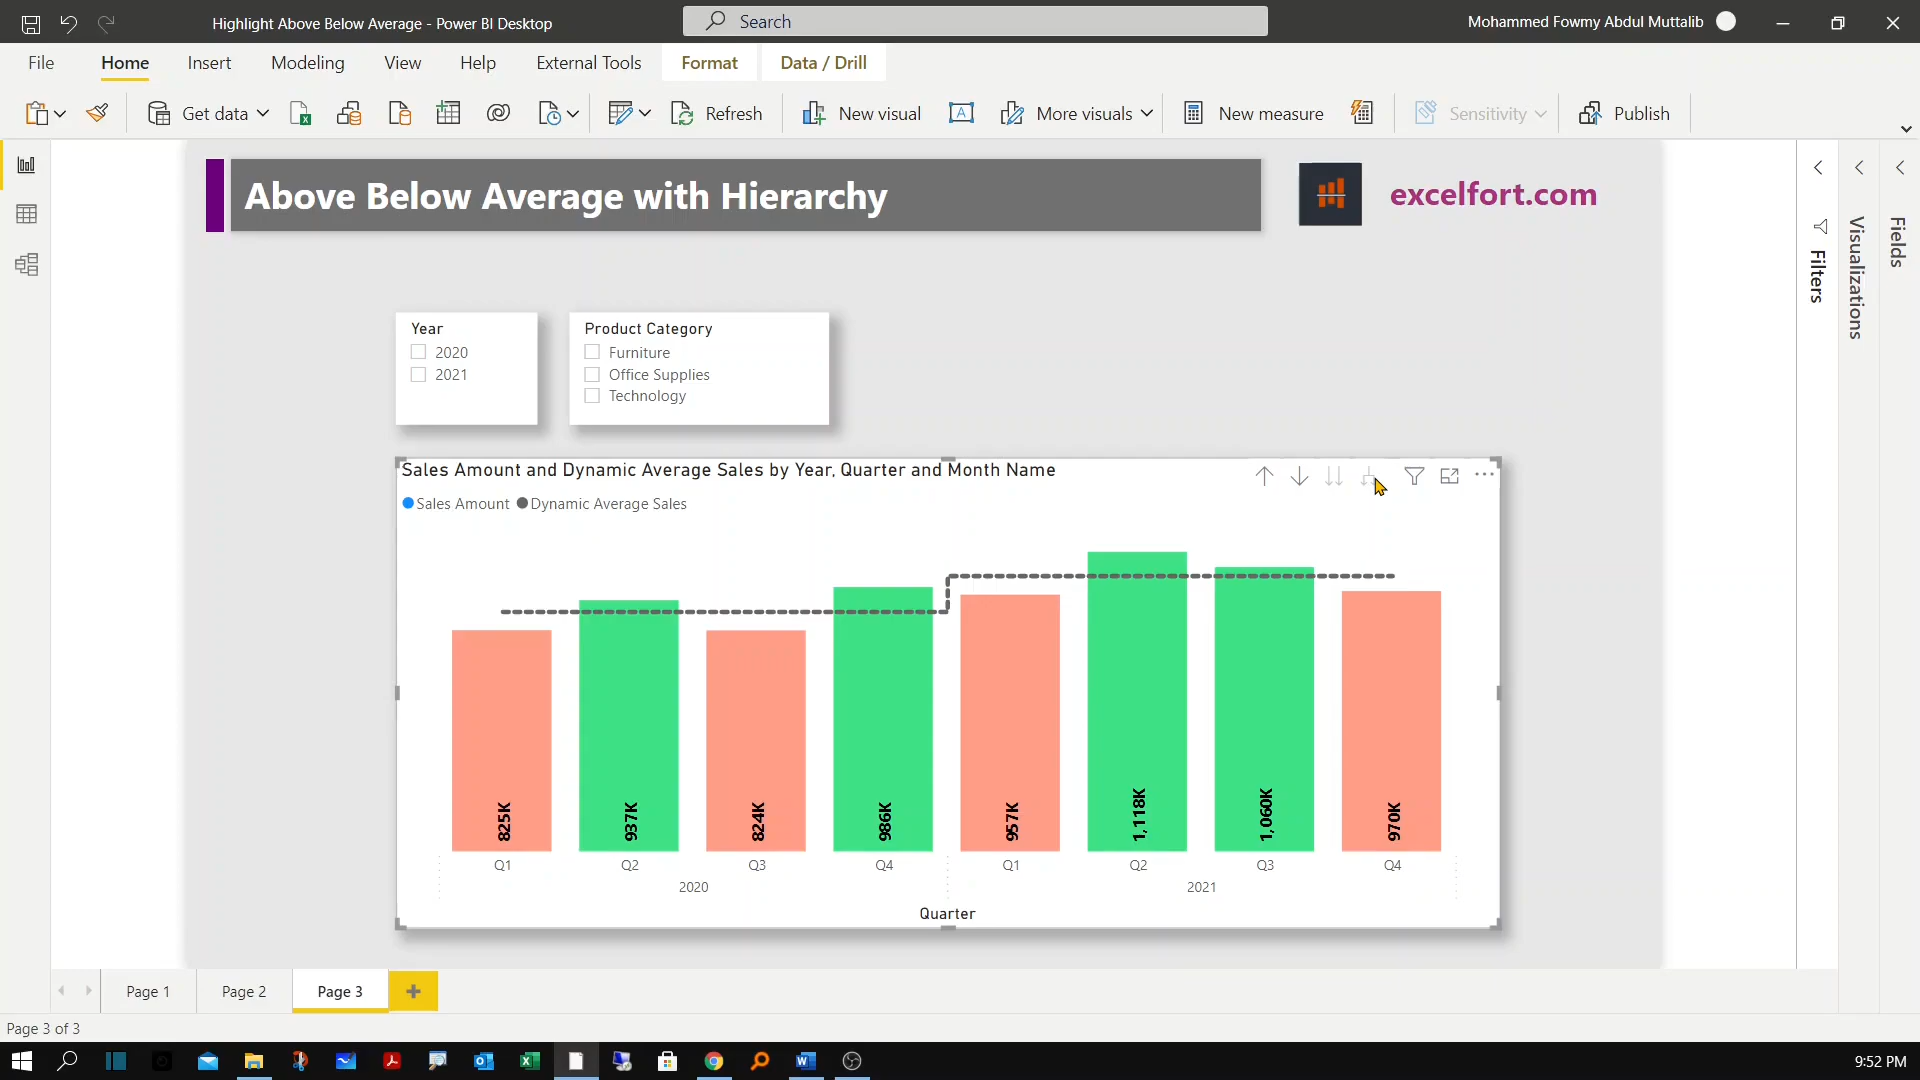 Highlight Above Below Average - Power BI Desktop
Search
Mohammed Fowmy Abdul Muttalib
File Home Insert Modeling View Help External Tools Format Data / Drill
Get data Refresh New visual More visuals New measure Sensitivity Publish
Above Below Average with Hierarchy
excelfort.com
Filters
Visualizations
Fields
Year
2020
2021
Product Category
Furniture
Office Supplies
Technology
Sales Amount and Dynamic Average Sales by Year, Quarter and Month Name
Sales Amount Dynamic Average Sales
825K 937K 824K 986K 957K 1,118K 1,060K 970K
Q1 Q2 Q3 Q4 Q1 Q2 Q3 Q4
2020 2021
Quarter
Page 1 Page 2 Page 3
Page 3 of 3
9:52 PM